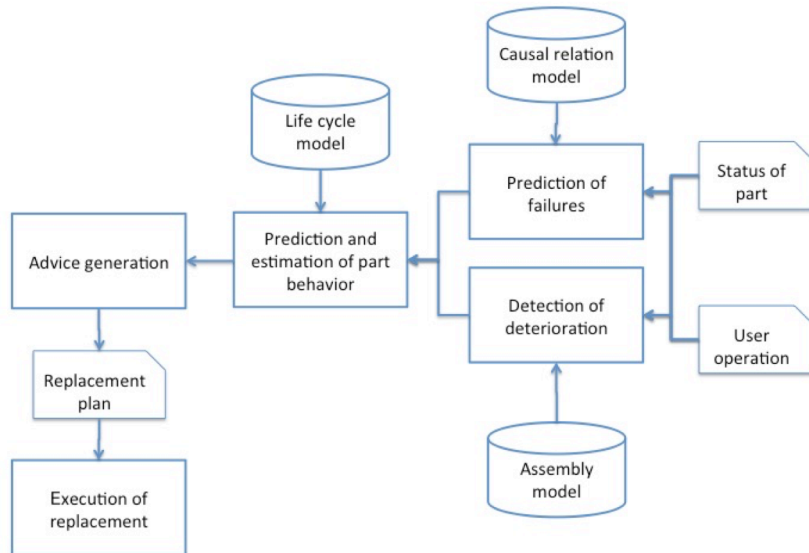 Causal relation
model
Life cycle
model
Prediction of
failures
Status of
part
Advice generation
Prediction and
estimation of part
behavior
Detection of
deterioration
User
operation
Replacement
plan
Execution of
replacement
Assembly
model